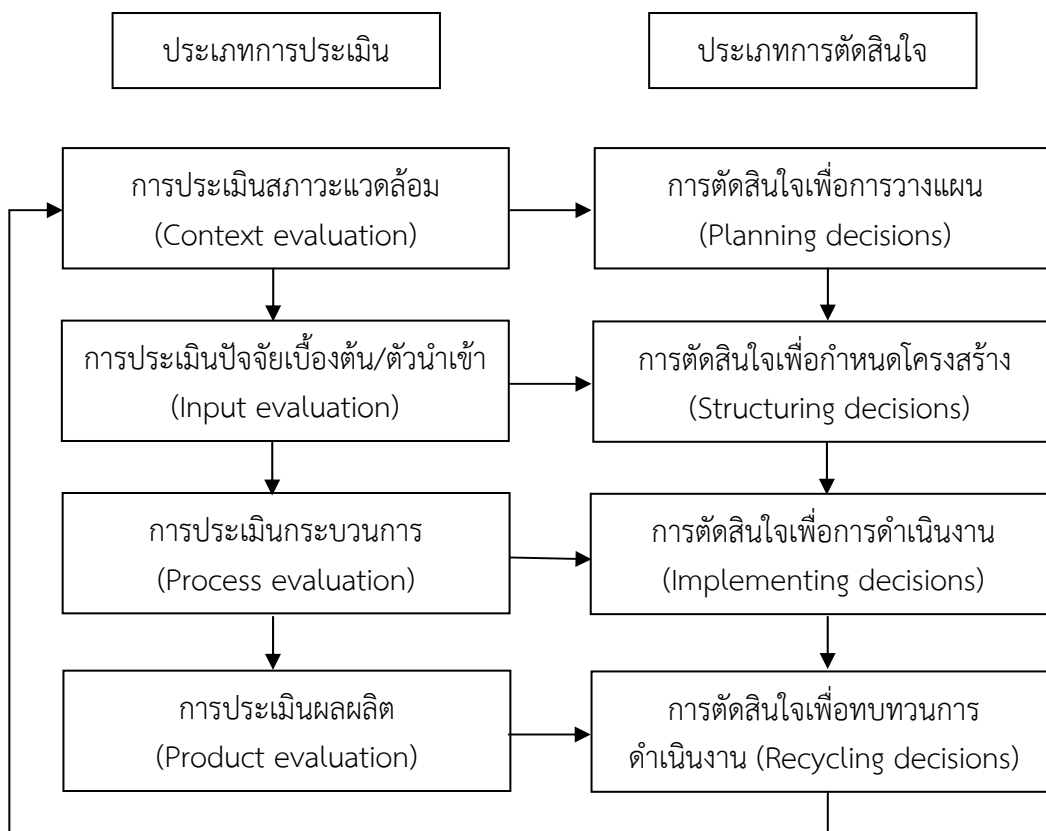 ประเภทการประเมิน
ประเภทการตัดสินใจ
การประเมินสภาวะแวดล้อม
(Context evaluation)
การตัดสินใจเพื่อการวางแผน
(Planning decisions)
การประเมินปัจจัยเบื้องต้น/ตัวนำเข้า
(Input evaluation)
การตัดสินใจเพื่อกำหนดโครงสร้าง
(Structuring decisions)
การประเมินกระบวนการ
(Process evaluation)
การตัดสินใจเพื่อการดำเนินงาน
(Implementing decisions)
การประเมินผลผลิต
(Product evaluation)
การตัดสินใจเพื่อทบทวนการ
ดำเนินงาน (Recycling decisions)